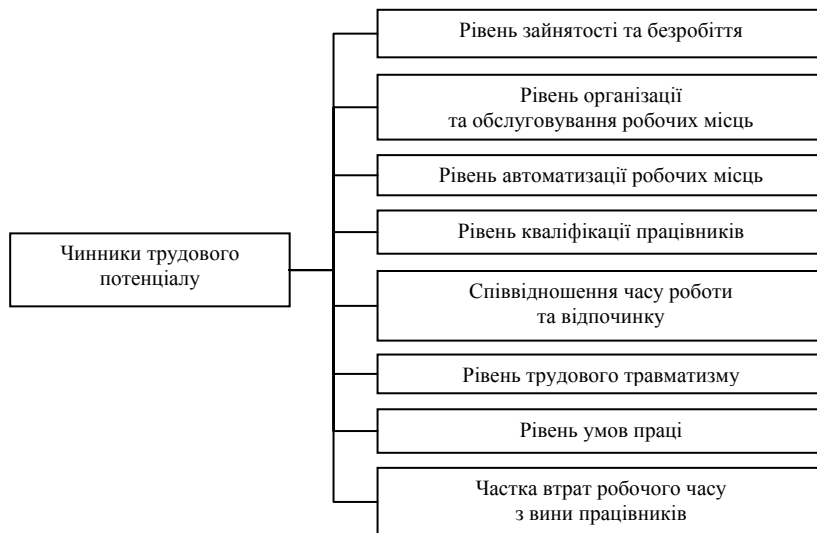 Рівень зайнятості та безробіття
Рівень організації
та обслуговування робочих місць
Рівень автоматизації робочих місць
Рівень кваліфікації працівників
Чинники трудового
потенціалу
Співвідношення часу роботи
та відпочинку
Рівень трудового травматизму
Рівень умов праці
Частка втрат робочого часу
з вини працівників